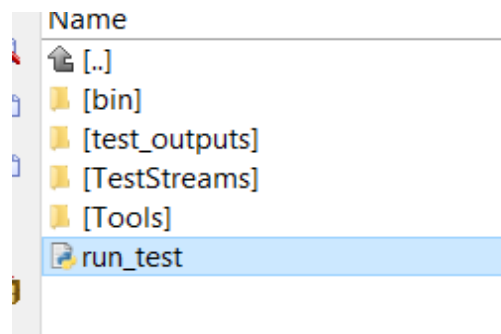 Name
[..]
[bin]
[test_outputs]
[TestStreams]
[Tools]
run_test